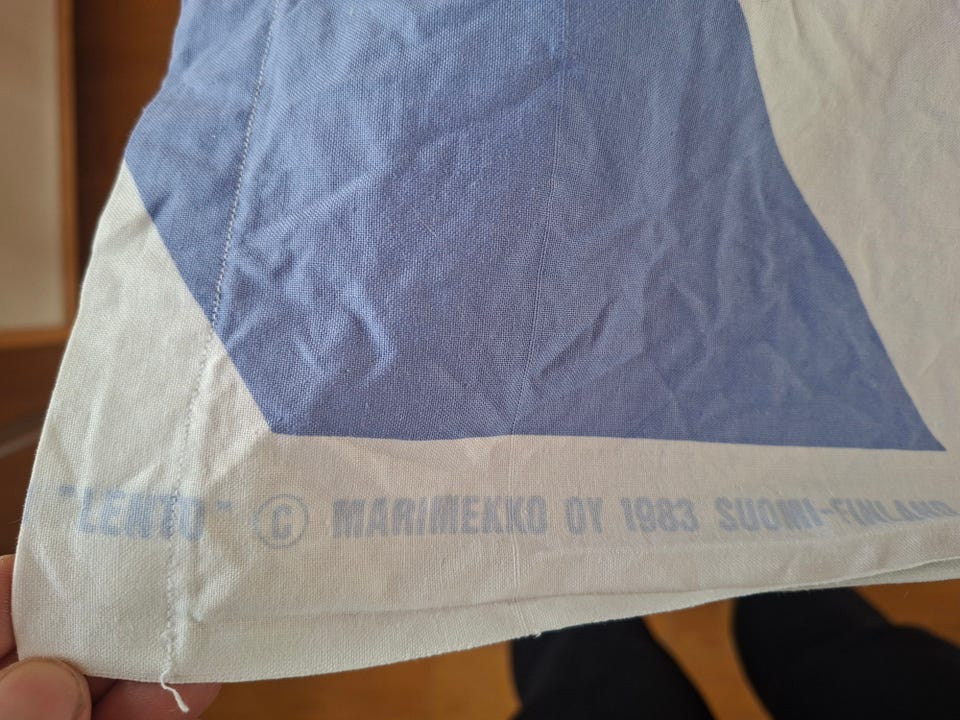 "LENTO" © MARIMEKKO OY 1983 SUOMI-FINLAND